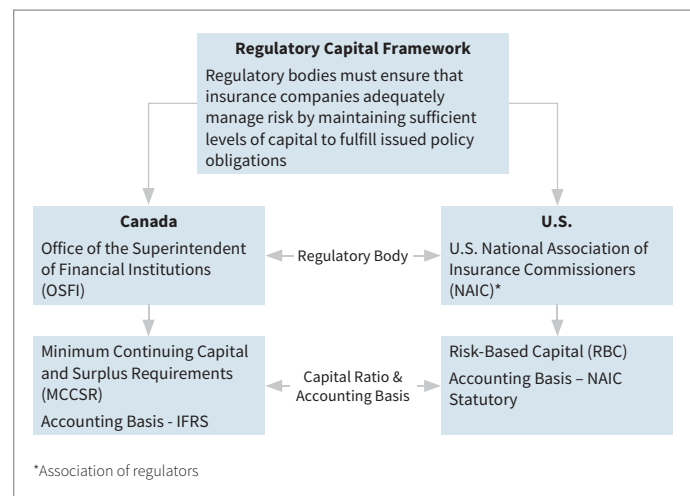 Regulatory Capital Framework
Regulatory bodies must ensure that
insurance companies adequately
manage risk by maintaining sufficient
levels of capital to fulfill issued policy
obligations
Canada
Office of the Superintendent
of Financial Institutions
(OSFI)
Regulatory Body
U.S.
U.S. National Association of
Insurance Commissioners
(NAIC)*
Minimum Continuing Capital
and Surplus Requirements
(MCCSR)
Accounting Basis - IFRS
Capital Ratio &
Accounting Basis
Risk-Based Capital (RBC)
Accounting Basis – NAIC
Statutory
*Association of regulators